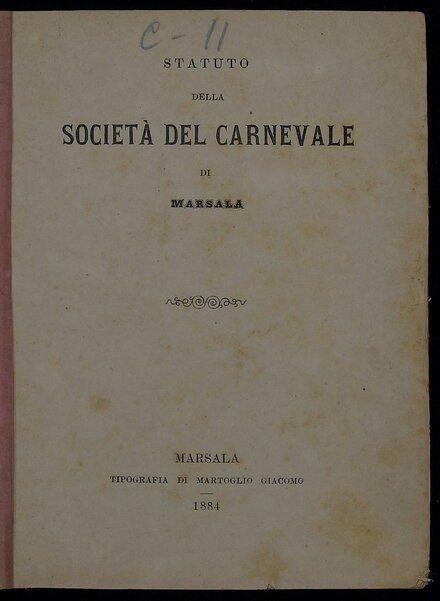 C-11
STATUTO
DELLA
SOCIETÀ DEL CARNEVALE
DI
MARSALA
MARSALA
TIPOGRAFIA DI MARTOGLIO GIACOMO
1884